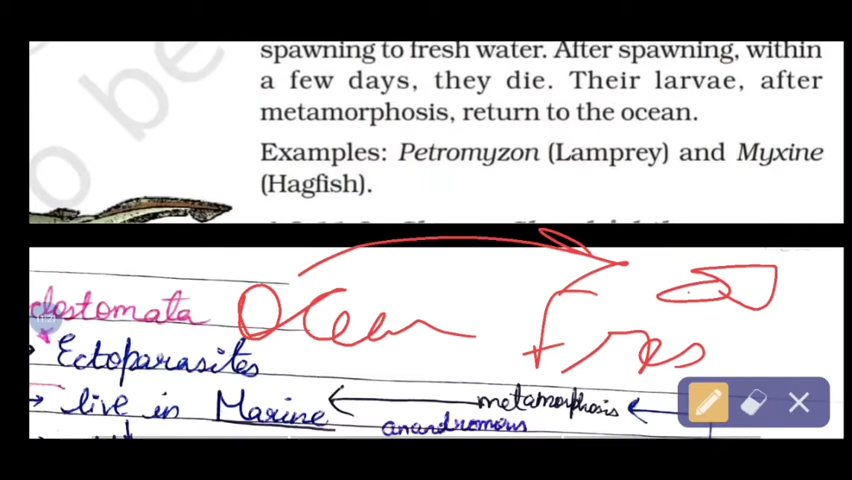 spawning to fresh water. After spawning, within
a few days, they die. Their larvae, after
metamorphosis, return to the ocean.
Examples: Petromyzon (Lamprey) and Myxine
(Hagfish).
clostomata Ocean fres
Ectoparasites
live in Marine metamorphosis
anandromous